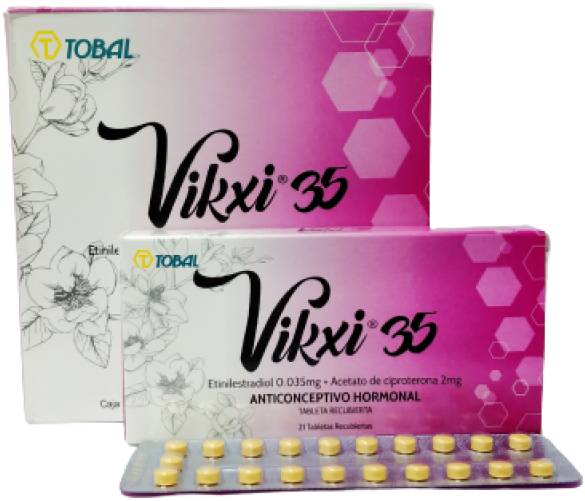 TOBAL
Vikxi® 35
TOBAL
Vikxi® 35
Etinilestradiol 0.035mg + Acetato de ciproterona 2mg
ANTICONCEPTIVO HORMONAL
TABLETA RECUBIERTA
21 Tabletas Recubiertas